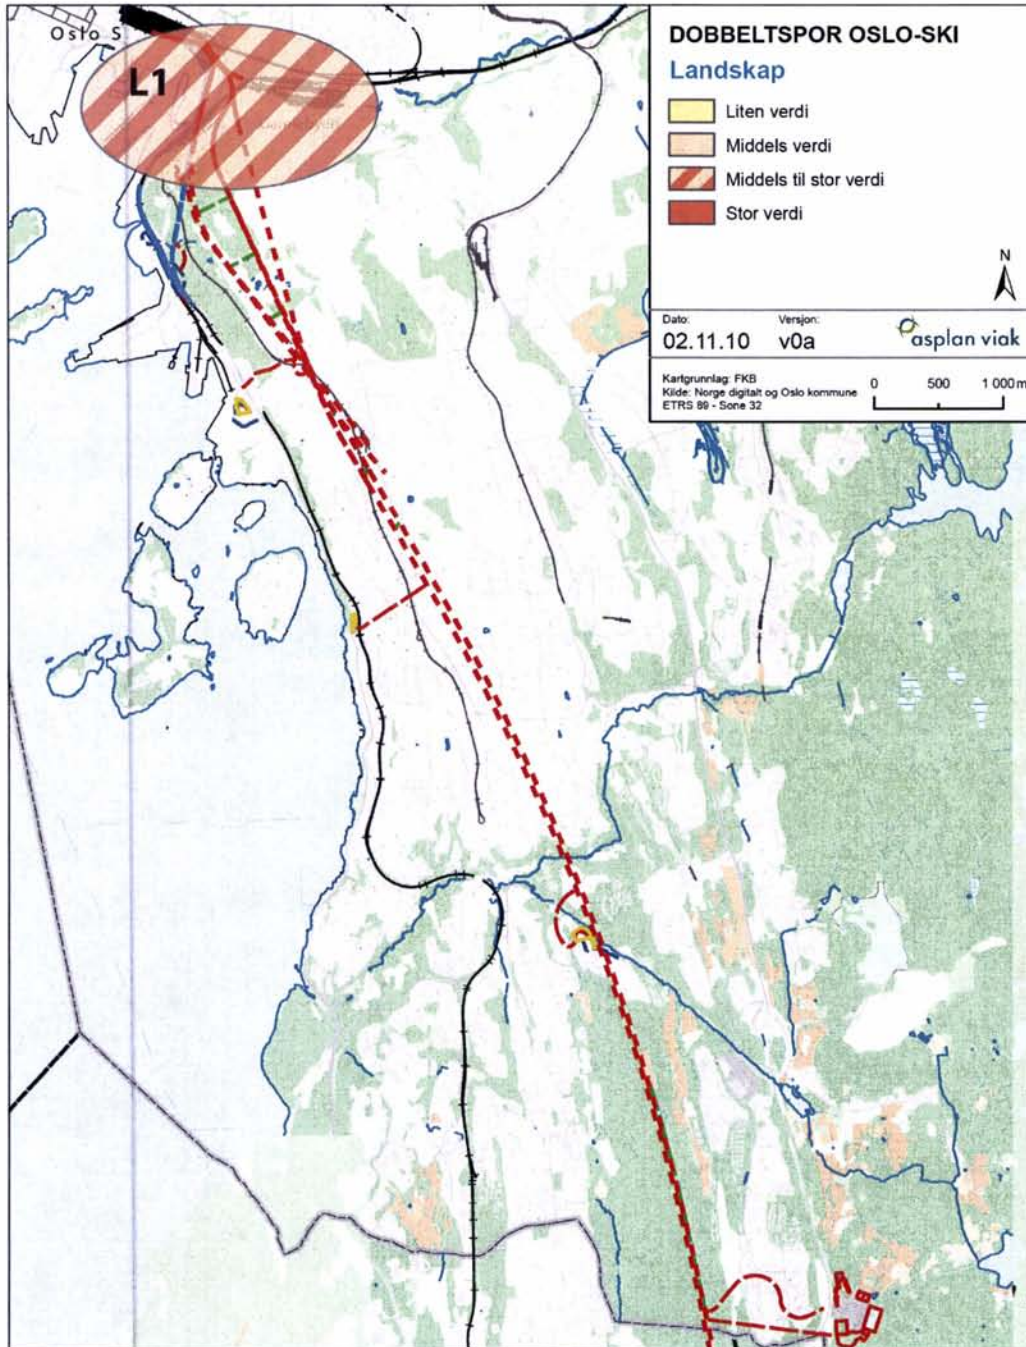 Oslo S
L1
DOBBELTSPOR OSLO-SKI
Landskap
Liten verdi
Middels verdi
Middels til stor verdi
Stor verdi
N
Dato: Versjon:
02.11.10 v0a asplan viak
Kartgrunnlag: FKB
Kilde: Norge digitalt og Oslo kommune
ETRS 89 - Sone 32
0 500 1 000 m